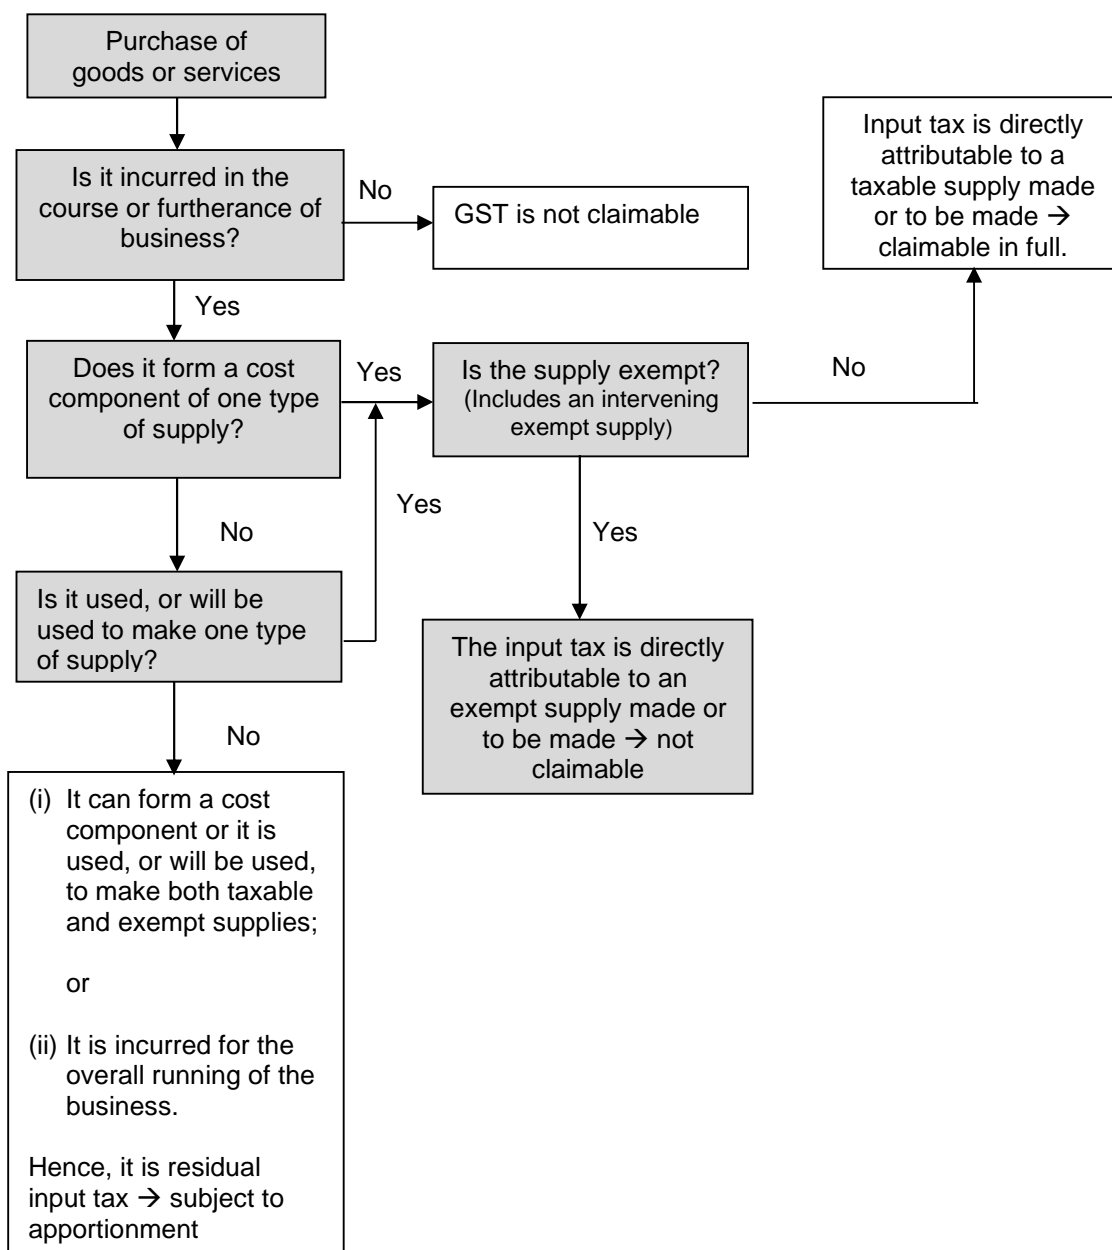 Purchase of
goods or services
Is it incurred in the
course or furtherance of
business?
No
GST is not claimable
Input tax is directly
attributable to a
taxable supply made
or to be made →
claimable in full.
Yes
Does it form a cost
component of one type
of supply?
Yes
Is the supply exempt?
(Includes an intervening
exempt supply)
No
No
Yes
Yes
Is it used, or will be
used to make one type
of supply?
The input tax is directly
attributable to an
exempt supply made or
to be made → not
claimable
No
(i) It can form a cost
component or it is
used, or will be used,
to make both taxable
and exempt supplies;
or
(ii) It is incurred for the
overall running of the
business.
Hence, it is residual
input tax → subject to
apportionment